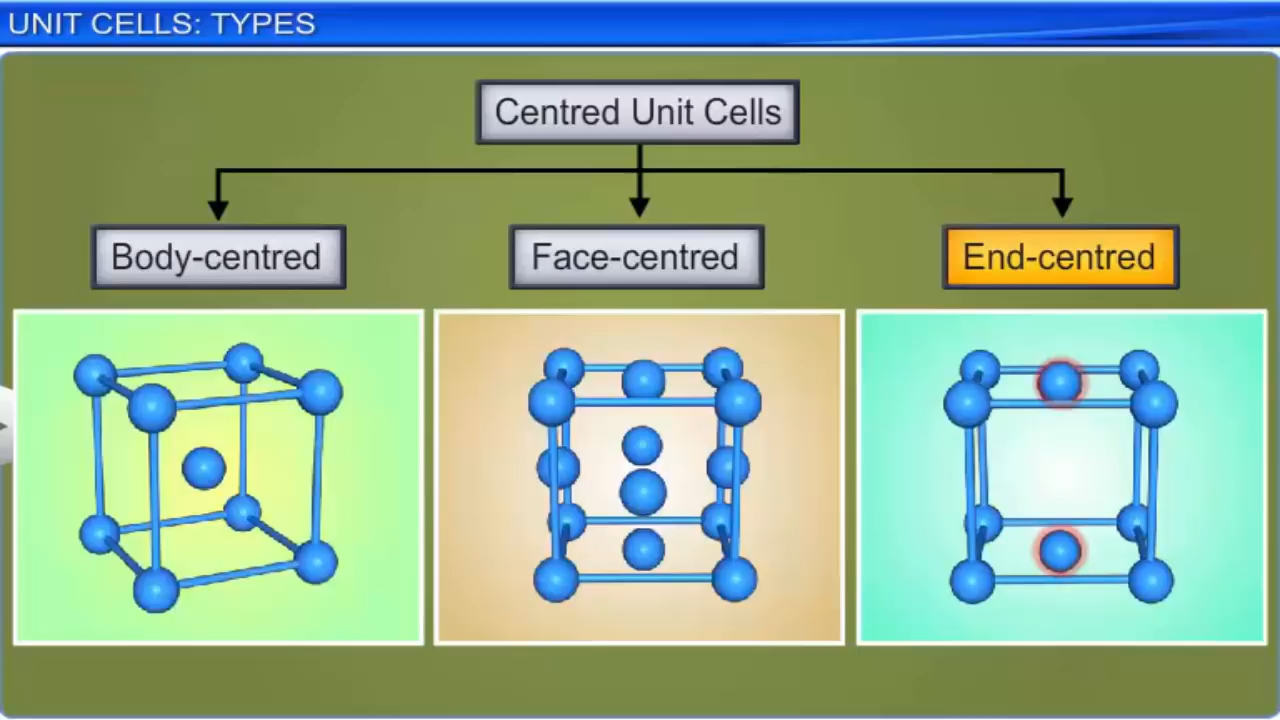 UNIT CELLS: TYPES
Centred Unit Cells
Body-centred
Face-centred
End-centred